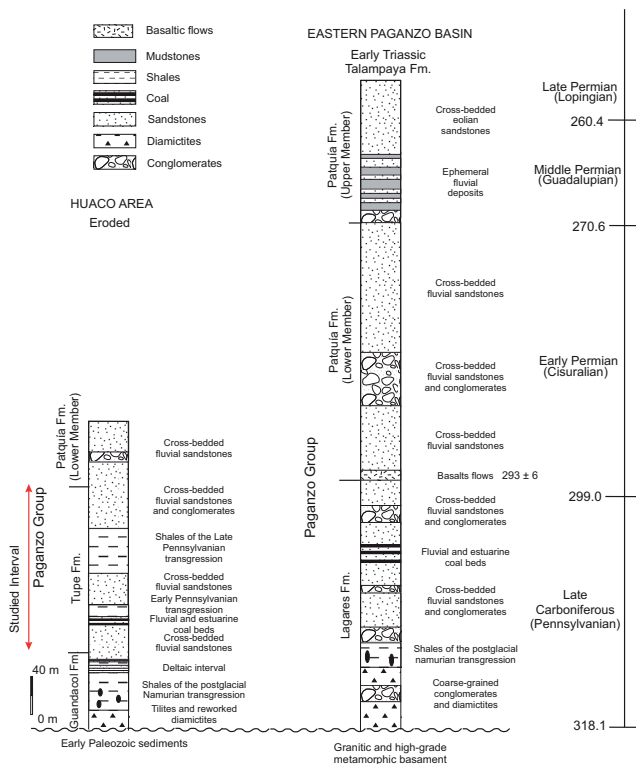 Basaltic flows
Mudstones
Shales
Coal
Sandstones
Diamictites
Conglomerates
HUACO AREA
Eroded
Patquía Fm.
(Lower Member)
Cross-bedded
fluvial sandstones
Cross-bedded
fluvial sandstones
and conglomerates
Studied Interval
Paganzo Group
Tupe Fm.
Shales of the Late
Pennsylvanian
transgression
Cross-bedded
fluvial sandstones
Early Pennsylvanian
transgression
Fluvial and estuarine
coal beds
Cross-bedded
fluvial sandstones
Guandacol Fm
Deltaic interval
Shales of the postglacial
Namurian transgression
Tilites and reworked
diamictites
40 m
0 m
Early Paleozoic sediments
EASTERN PAGANZO BASIN
Early Triassic
Talampaya Fm.
Patquía Fm.
(Upper Member)
Cross-bedded
eolian
sandstones
Ephemeral
fluvial
deposits
Patquía Fm.
(Lower Member)
Cross-bedded
fluvial sandstones
Cross-bedded
fluvial sandstones
and conglomerates
Cross-bedded
fluvial sandstones
Paganzo Group
Basalts flows 293 ± 6
Lagares Fm.
Cross-bedded
fluvial sandstones
and conglomerates
Fluvial and estuarine
coal beds
Cross-bedded
fluvial sandstones
and conglomerates
Shales of the postglacial
namurian transgression
Coarse-grained
conglomerates
and diamictites
Granitic and high-grade
metamorphic basament
Late Permian
(Lopingian)
260.4
Middle Permian
(Guadalupian)
270.6
Early Permian
(Cisuralian)
299.0
Late
Carboniferous
(Pennsylvanian)
318.1